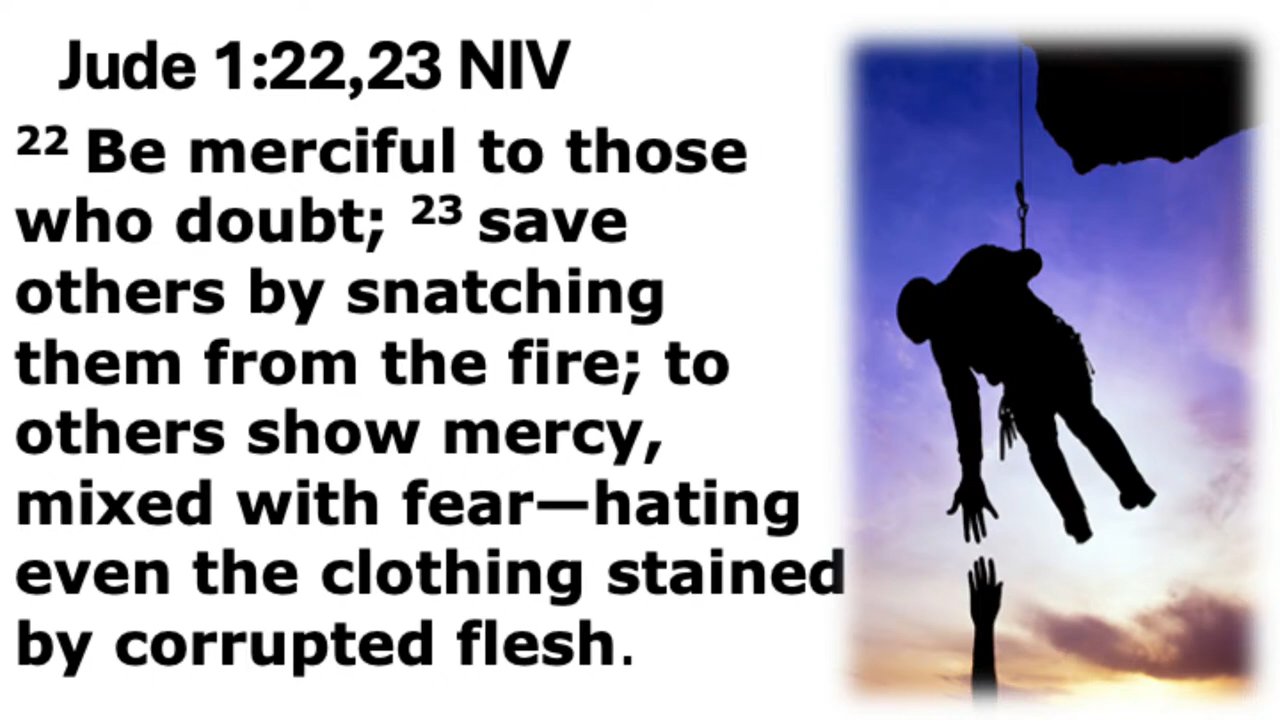 Jude 1:22,23 NIV
22 Be merciful to those
who doubt; 23 save
others by snatching
them from the fire; to
others show mercy,
mixed with fear—hating
even the clothing stained
by corrupted flesh.